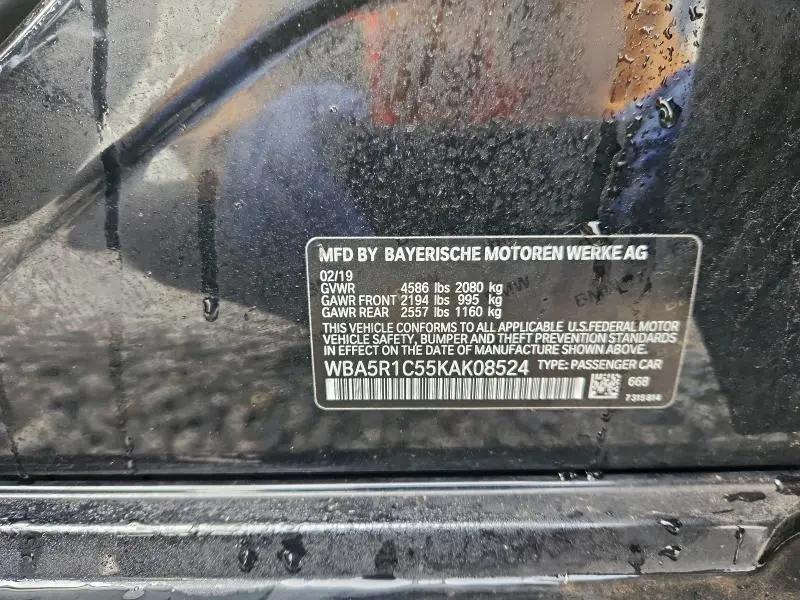 MFD BY BAYERISCHE MOTOREN WERKE AG
02/19
GVWR 4586 lbs 2080 kg
GAWR FRONT 2194 lbs 995 kg
GAWR REAR 2557 lbs 1160 kg
THIS VEHICLE CONFORMS TO ALL APPLICABLE U.S.FEDERAL MOTOR
VEHICLE SAFETY, BUMPER AND THEFT PREVENTION STANDARDS
IN EFFECT ON THE DATE OF MANUFACTURE SHOWN ABOVE.
WBA5R1C55KAK08524 TYPE: PASSENGER CAR
668
7315814